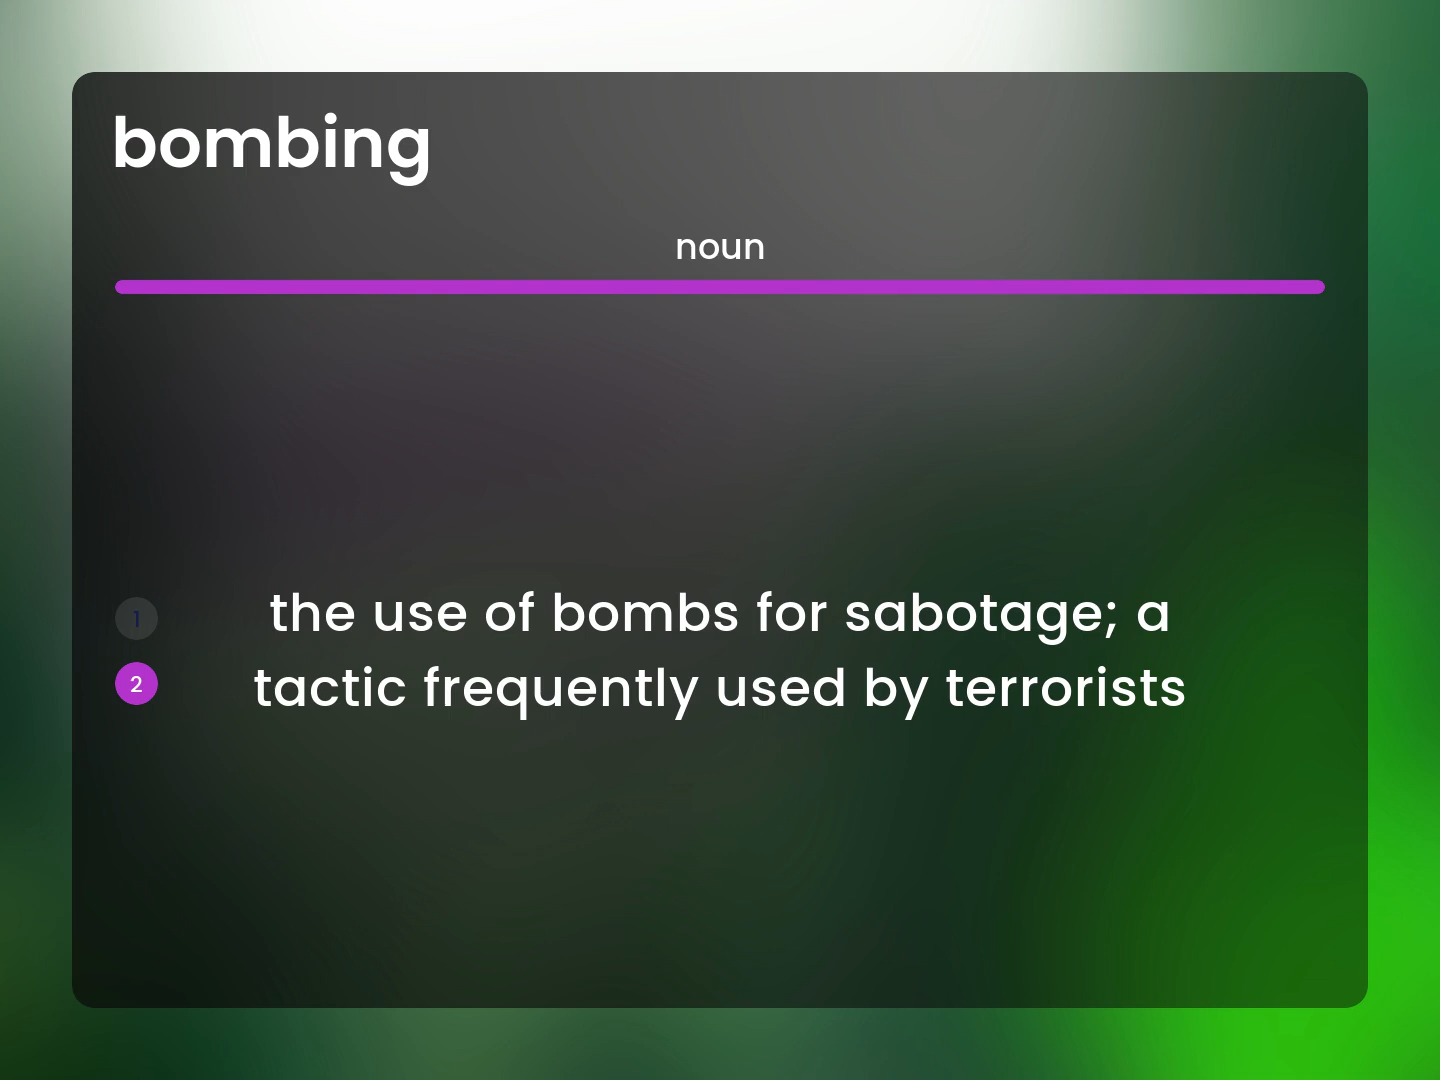 bombing
noun
1
the use of bombs for sabotage; a
2
tactic frequently used by terrorists